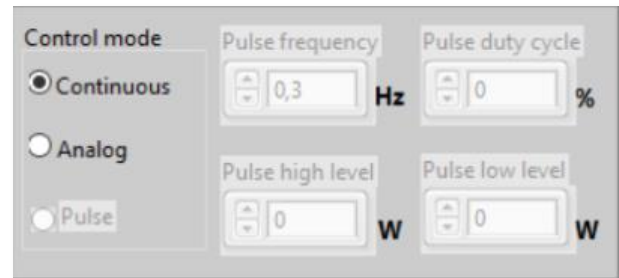 Control mode
Continuous
Analog
Pulse
Pulse frequency
0,3 Hz
Pulse duty cycle
0 %
Pulse high level
0 W
Pulse low level
0 W